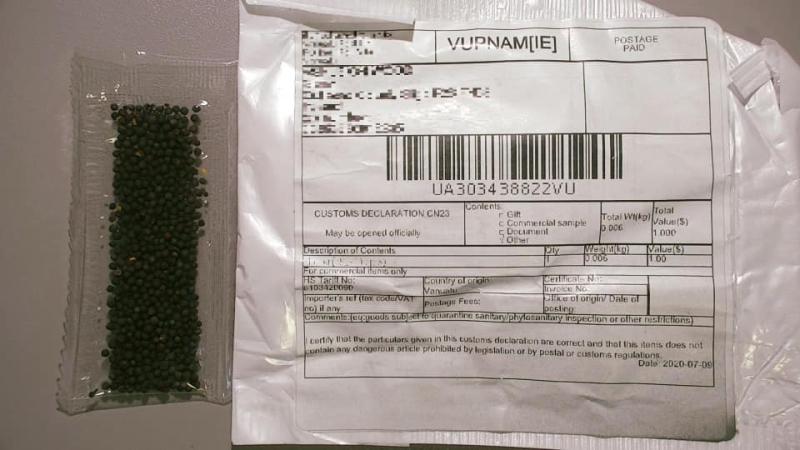 VUPNAM[IE]
POSTAGE
PAID
UA303438822VU
CUSTOMS DECLARATION CN23
May be opened officially
Contents:
Gift
Commercial sample
Document
Other
Total Wt(kg)
0.006
Total
Value($)
1.000
Description of Contents
Qty
Weight(kg)
Value($)
1
0.006
1.00
For commercial items only
HS Tariff No:
Country of origin:
Vanuatu
Certificate No:
Invoice No:
Importer's ref (tax code/VAT
no) if any
Postage Fees:
Office of origin/ Date of
posting:
Comments:(eg:goods subject to quarantine sanitary/phytosanitary inspection or other restrictions)
I certify that the particulars given in this customs declaration are correct and that this items does not
contain any dangerous article prohibited by legislation or by postal or customs regulations.
Date: 2020-07-09